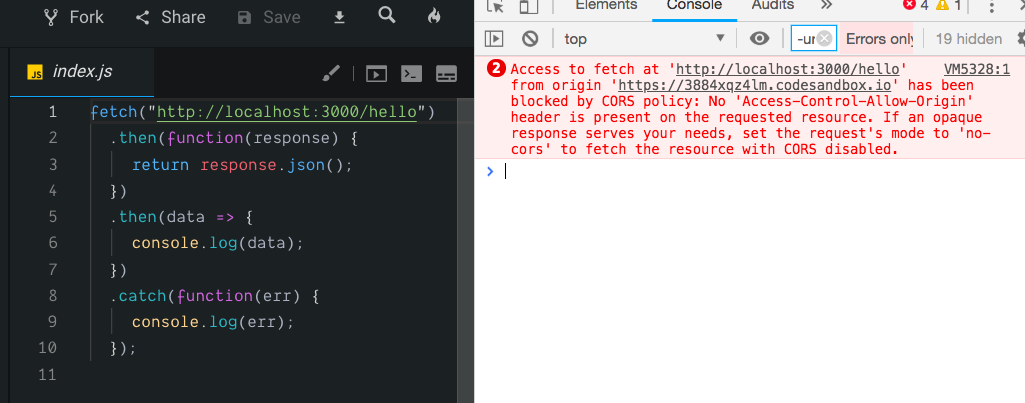 Fork Share Save
JS index.js
1 fetch("http://localhost:3000/hello")
2 .then(function(response) {
3 return response.json();
4 })
5 .then(data => {
6 console.log(data);
7 })
8 .catch(function(err) {
9 console.log(err);
10 });
11
Elements Console Audits » 4 1
top -ur Errors only 19 hidden
2 Access to fetch at 'http://localhost:3000/hello' VM5328:1
from origin 'https://3884xqz4lm.codesandbox.io' has been
blocked by CORS policy: No 'Access-Control-Allow-Origin'
header is present on the requested resource. If an opaque
response serves your needs, set the request's mode to 'no-
cors' to fetch the resource with CORS disabled.
>